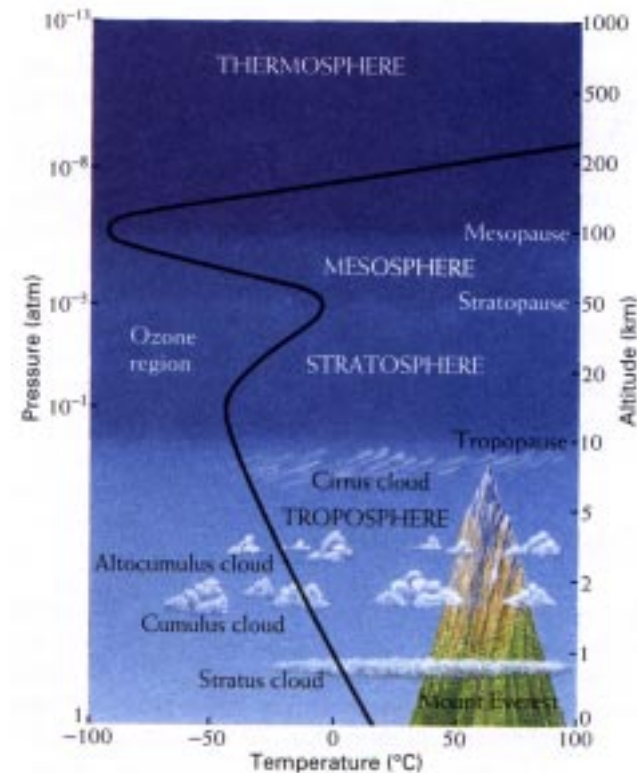 10⁻¹³
1000
THERMOSPHERE
500
10⁻⁸
200
Mesopause
100
MESOSPHERE
10⁻³
Stratopause
50
Ozone
region
STRATOSPHERE
20
10⁻¹
Tropopause
10
Cirrus cloud
TROPOSPHERE
5
Altocumulus cloud
2
Cumulus cloud
1
Stratus cloud
Mount Everest
1
0
−100
−50
0
50
100
Temperature (°C)
Pressure (atm)
Altitude (km)